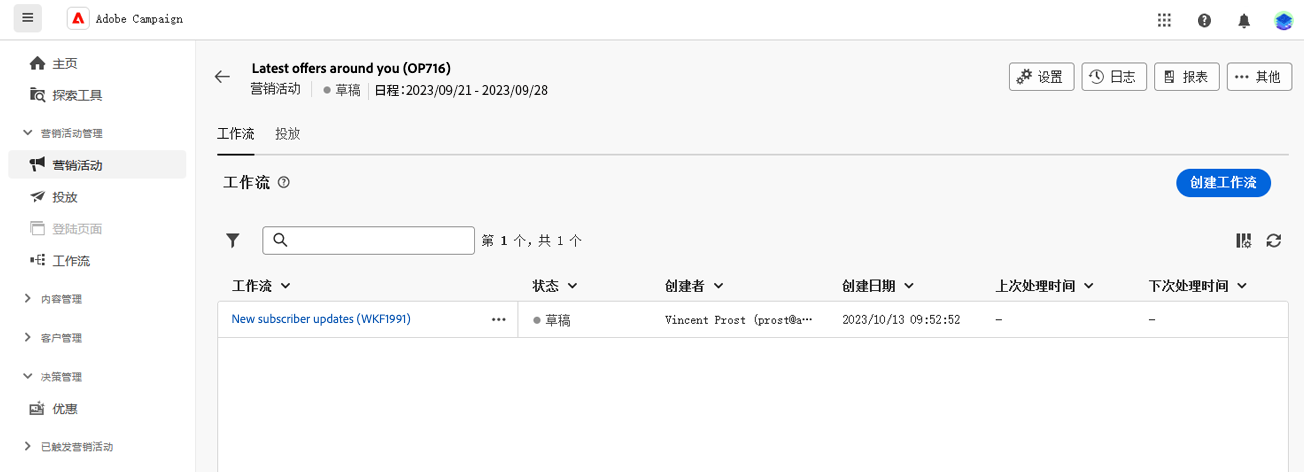 Adobe Campaign
主页
探索工具
营销活动管理
营销活动
投放
登陆页面
工作流
内容管理
客户管理
决策管理
优惠
已触发营销活动
Latest offers around you (OP716)
营销活动 草稿 日程：2023/09/21 - 2023/09/28
设置 日志 报表 其他
工作流 投放
工作流
创建工作流
第 1 个，共 1 个
工作流 状态 创建者 创建日期 上次处理时间 下次处理时间
New subscriber updates (WKF1991) ••• 草稿 Vincent Prost (prost@a… 2023/10/13 09:52:52 – –